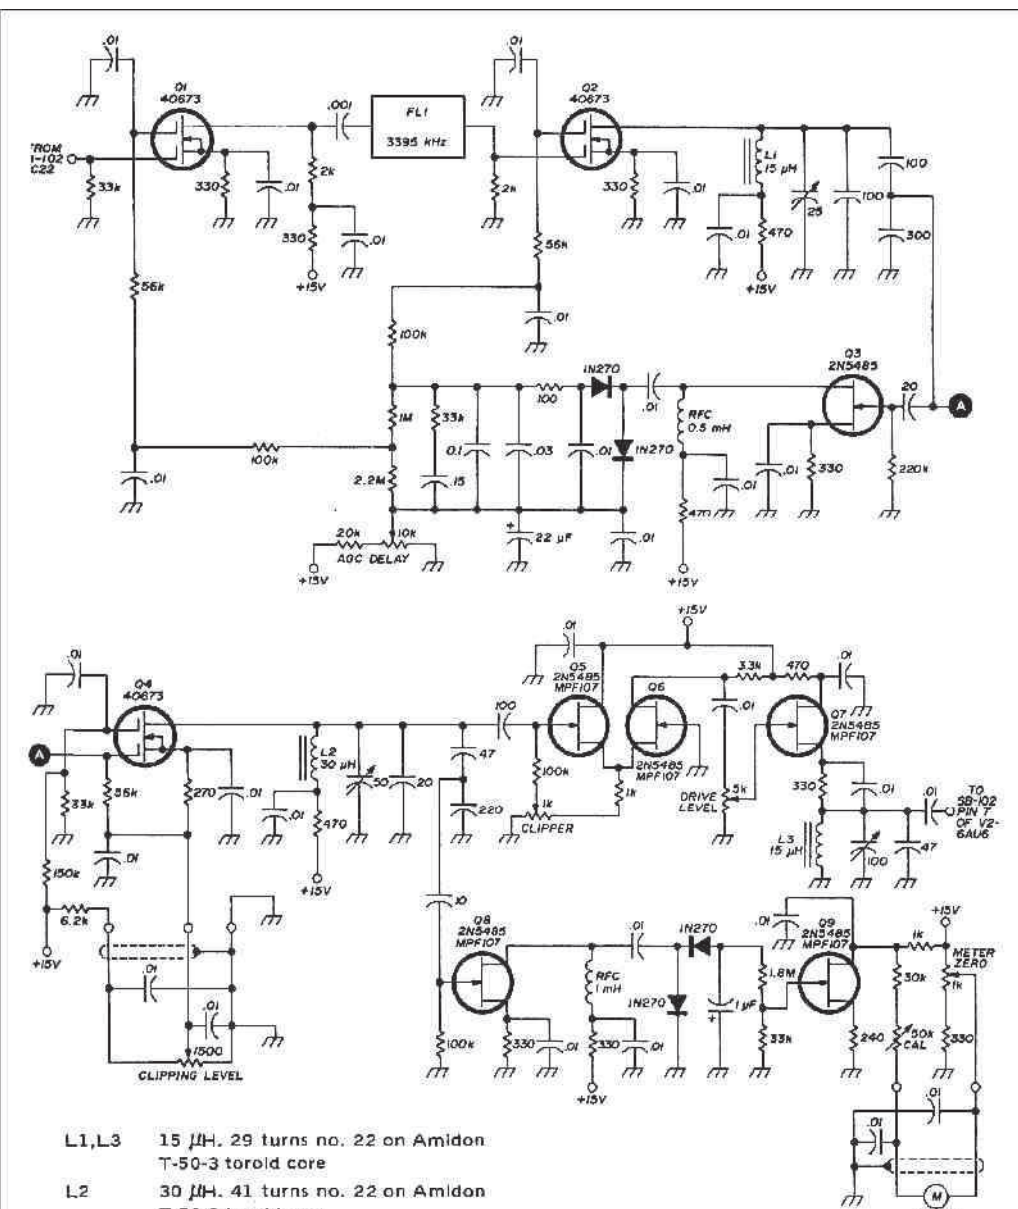 .01
.01
Q1
40673
.001
FL1
3395 kHz
Q2
40673
FROM
1-102
C22
33k
330
.01
2k
330
.01
+15V
2k
330
.01
L1
15 µH
.01
470
+15V
25
100
100
300
56k
56k
.01
100k
1N270
100
.01
Q3
2N5485
20
A
1M
33k
0.1
.03
.01
1N270
RFC
0.5 mH
.01
330
220k
100k
.01
2.2M
.15
.01
470
20k
10k
22 µF
+
.01
AGC DELAY
+15V
+15V
+15V
.01
.01
Q5
2N5485
MPF107
Q6
3.3k
470
.01
Q4
40673
100
.01
Q7
2N5485
MPF107
A
L2
30 µH
47
2N5485
MPF107
33k
56k
270
.01
.01
470
50
20
220
100k
1k
1k
CLIPPER
DRIVE
LEVEL
5k
330
.01
.01
TO
SB-102
PIN 7
OF V2-
6AU6
150k
.01
+15V
L3
15 µH
100
47
6.2k
+15V
10
Q8
2N5485
MPF107
.01
1N270
.01
Q9
2N5485
MPF107
1k
+15V
METER
ZERO
.01
RFC
1 mH
1N270
1.8M
30k
1k
1 µF
+
.01
1500
CLIPPING LEVEL
100k
330
.01
330
.01
33k
240
50k
CAL
330
+15V
.01
.01
M
L1,L3 15 µH. 29 turns no. 22 on Amidon
T-50-3 toroid core
L2 30 µH. 41 turns no. 22 on Amidon